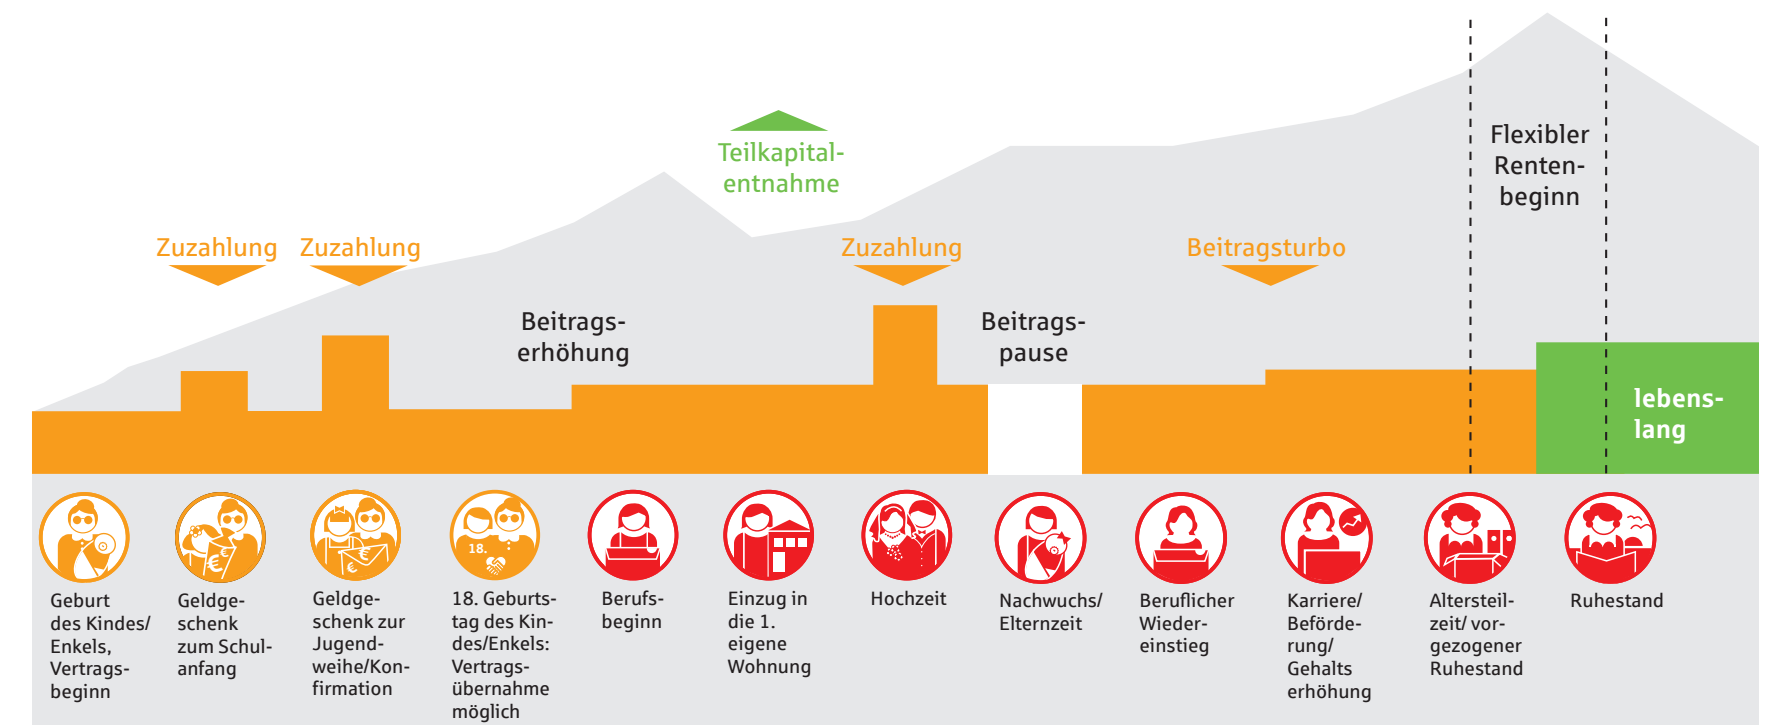 Teilkapital-
entnahme
Flexibler
Renten-
beginn
Zuzahlung
Zuzahlung
Zuzahlung
Beitragsturbo
Beitrags-
erhöhung
Beitrags-
pause
lebens-
lang
18.
€
€
€
Geburt
des Kindes/
Enkels,
Vertrags-
beginn
Geldge-
schenk
zum Schul-
anfang
Geldge-
schenk zur
Jugend-
weihe/Kon-
firmation
18. Geburts-
tag des Kin-
des/Enkels:
Vertrags-
übernahme
möglich
Berufs-
beginn
Einzug in
die 1.
eigene
Wohnung
Hochzeit
Nachwuchs/
Elternzeit
Beruflicher
Wieder-
einstieg
Karriere/
Beförde-
rung/
Gehalts
erhöhung
Altersteil-
zeit/ vor-
gezogener
Ruhestand
Ruhestand